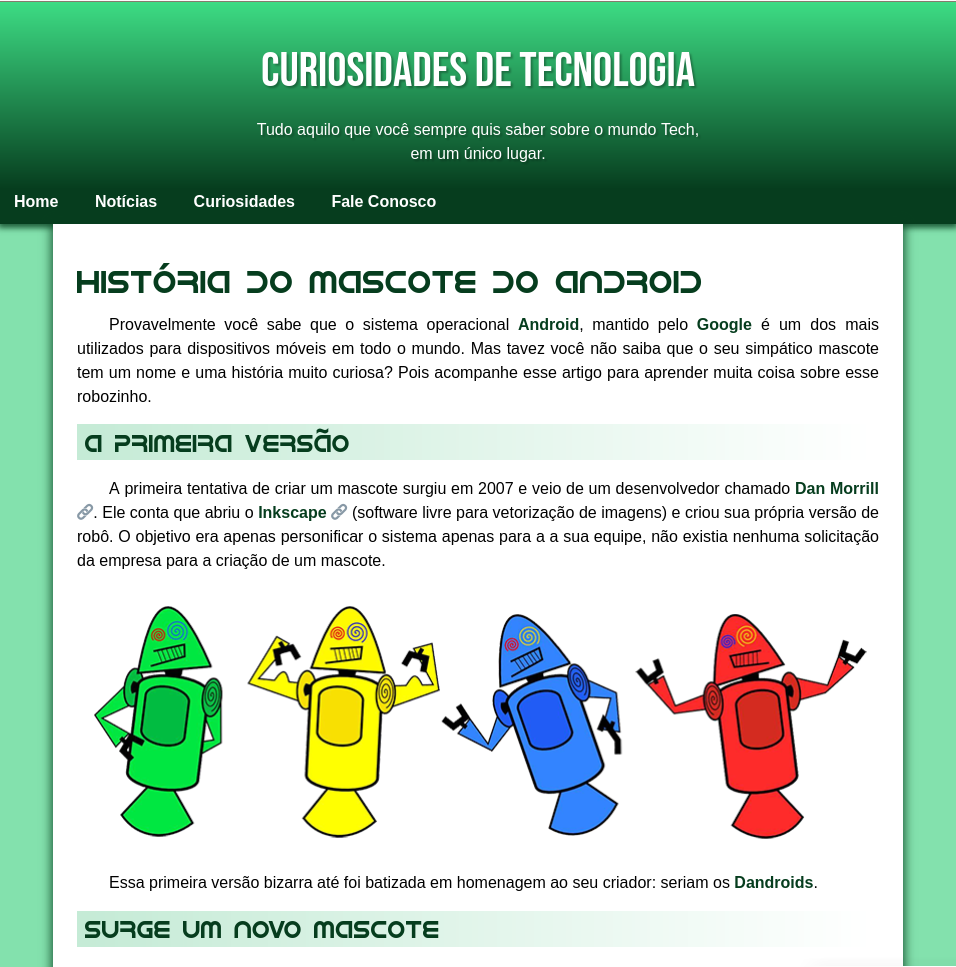 CURIOSIDADES DE TECNOLOGIA
Tudo aquilo que você sempre quis saber sobre o mundo Tech,
em um único lugar.
Home Notícias Curiosidades Fale Conosco
HISTÓRIA DO MASCOTE DO ANDROID
Provavelmente você sabe que o sistema operacional Android, mantido pelo Google é um dos mais
utilizados para dispositivos móveis em todo o mundo. Mas tavez você não saiba que o seu simpático mascote
tem um nome e uma história muito curiosa? Pois acompanhe esse artigo para aprender muita coisa sobre esse
robozinho.
A PRIMEIRA VERSÃO
A primeira tentativa de criar um mascote surgiu em 2007 e veio de um desenvolvedor chamado Dan Morrill
. Ele conta que abriu o Inkscape (software livre para vetorização de imagens) e criou sua própria versão de
robô. O objetivo era apenas personificar o sistema apenas para a a sua equipe, não existia nenhuma solicitação
da empresa para a criação de um mascote.
Essa primeira versão bizarra até foi batizada em homenagem ao seu criador: seriam os Dandroids.
SURGE UM NOVO MASCOTE